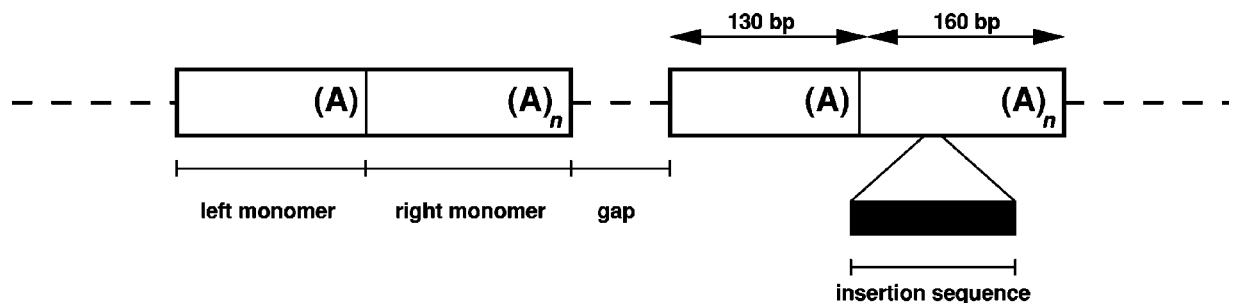 130 bp 160 bp
(A) (A)n (A) (A)n
left monomer right monomer gap
insertion sequence